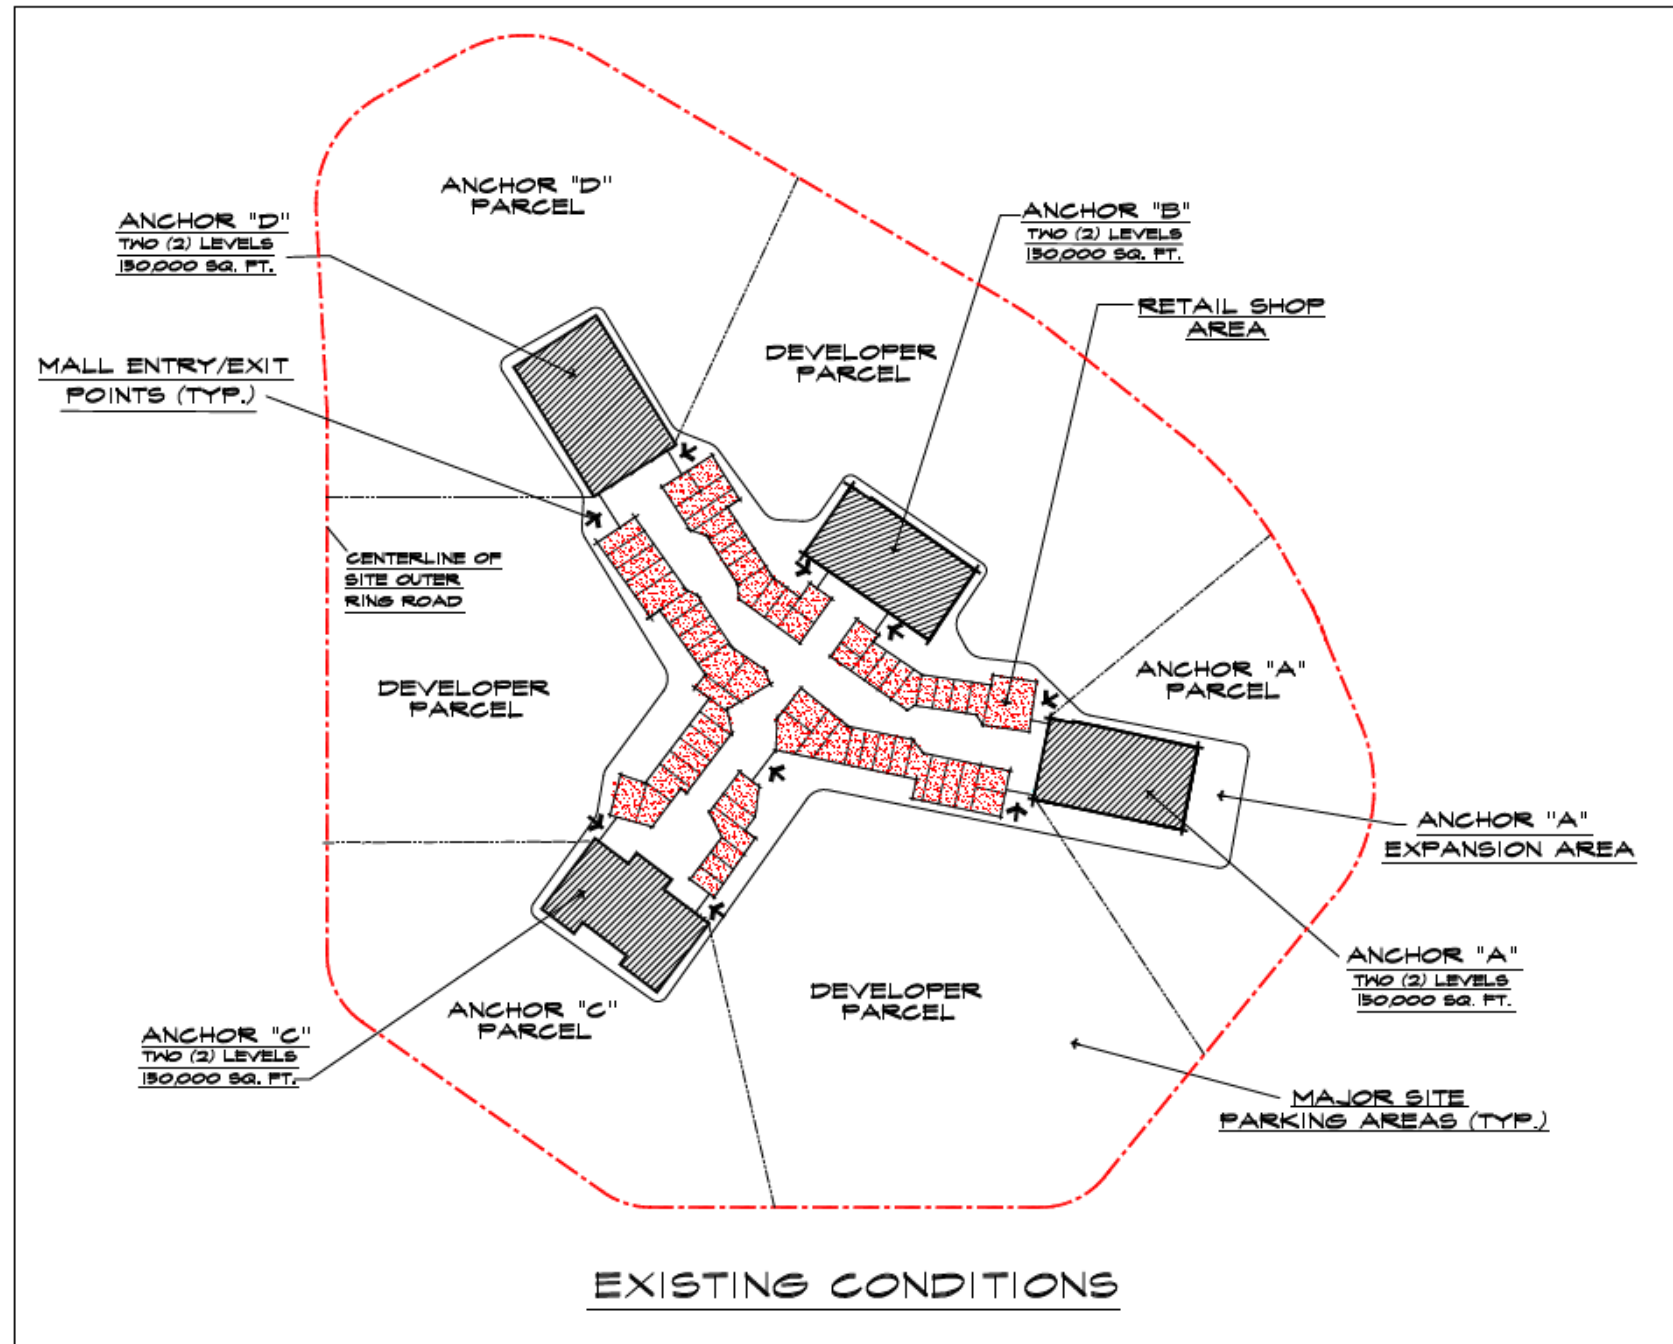 ANCHOR "D"
PARCEL
ANCHOR "D"
TWO (2) LEVELS
150,000 SQ. FT.
ANCHOR "B"
TWO (2) LEVELS
150,000 SQ. FT.
RETAIL SHOP
AREA
MALL ENTRY/EXIT
POINTS (TYP.)
DEVELOPER
PARCEL
CENTERLINE OF
SITE OUTER
RING ROAD
DEVELOPER
PARCEL
ANCHOR "A"
PARCEL
ANCHOR "A"
EXPANSION AREA
ANCHOR "A"
TWO (2) LEVELS
150,000 SQ. FT.
DEVELOPER
PARCEL
ANCHOR "C"
PARCEL
ANCHOR "C"
TWO (2) LEVELS
150,000 SQ. FT.
MAJOR SITE
PARKING AREAS (TYP.)
EXISTING CONDITIONS